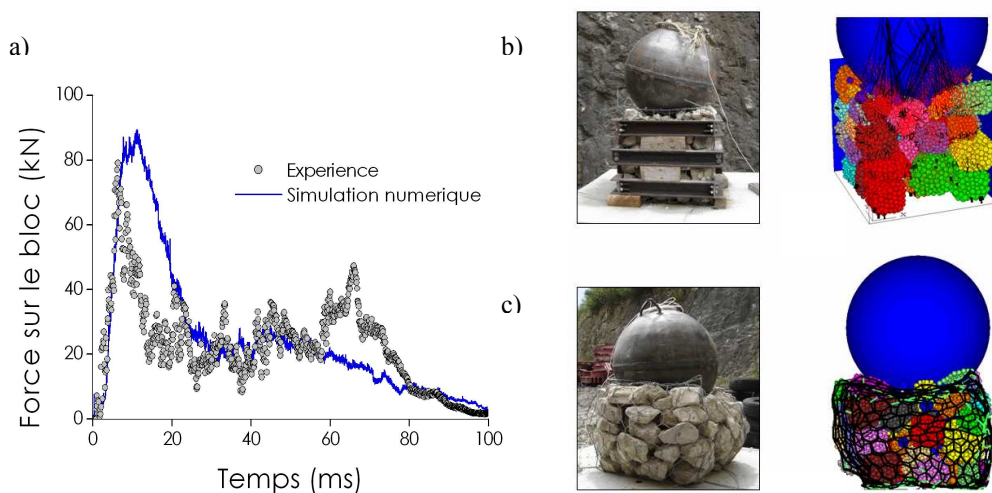 a)
b)
100
80
60
40
20
0
Force sur le bloc (kN)
Experience
Simulation numerique
c)
0 20 40 60 80 100
Temps (ms)